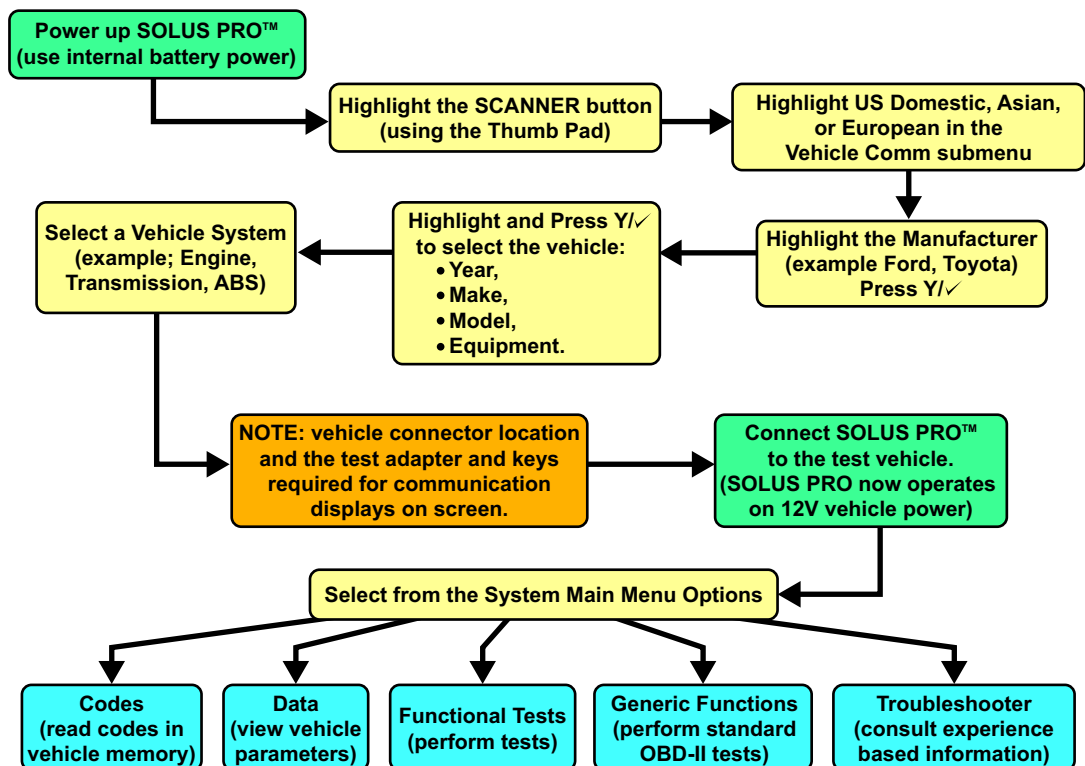 Power up SOLUS PRO™
(use internal battery power)
Highlight the SCANNER button
(using the Thumb Pad)
Highlight US Domestic, Asian,
or European in the
Vehicle Comm submenu
Highlight the Manufacturer
(example Ford, Toyota)
Press Y/✓
Highlight and Press Y/✓
to select the vehicle:
• Year,
• Make,
• Model,
• Equipment.
Select a Vehicle System
(example; Engine,
Transmission, ABS)
NOTE: vehicle connector location
and the test adapter and keys
required for communication
displays on screen.
Connect SOLUS PRO™
to the test vehicle.
(SOLUS PRO now operates
on 12V vehicle power)
Select from the System Main Menu Options
Codes
(read codes in
vehicle memory)
Data
(view vehicle
parameters)
Functional Tests
(perform tests)
Generic Functions
(perform standard
OBD-II tests)
Troubleshooter
(consult experience
based information)